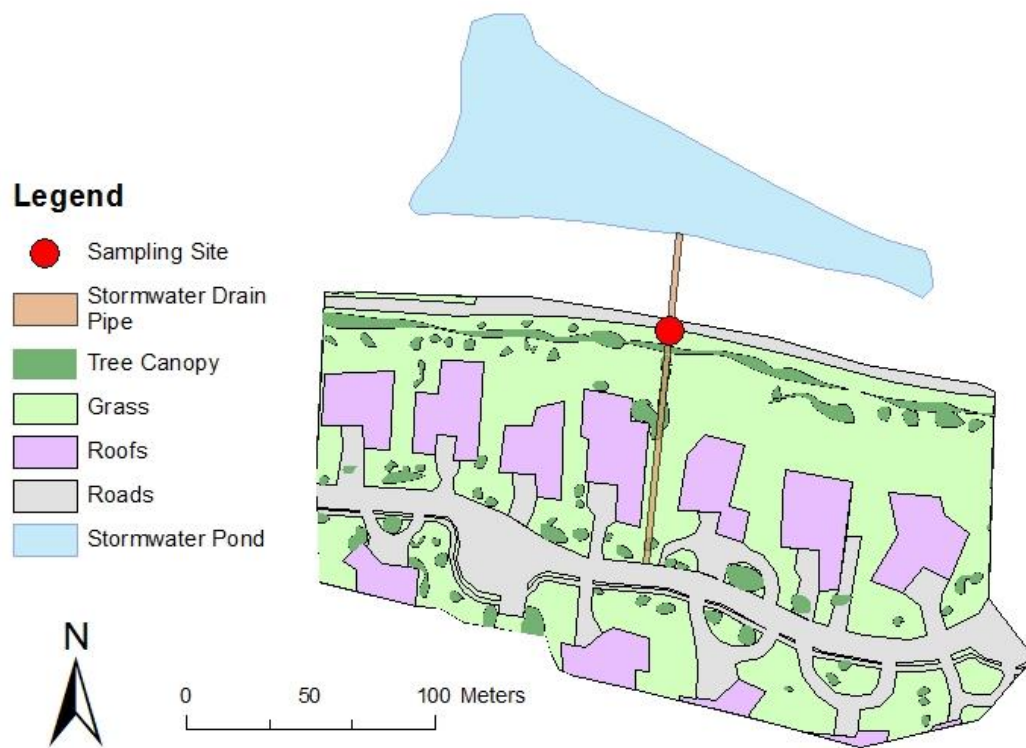 Legend
Sampling Site
Stormwater Drain
Pipe
Tree Canopy
Grass
Roofs
Roads
Stormwater Pond
N
0 50 100 Meters